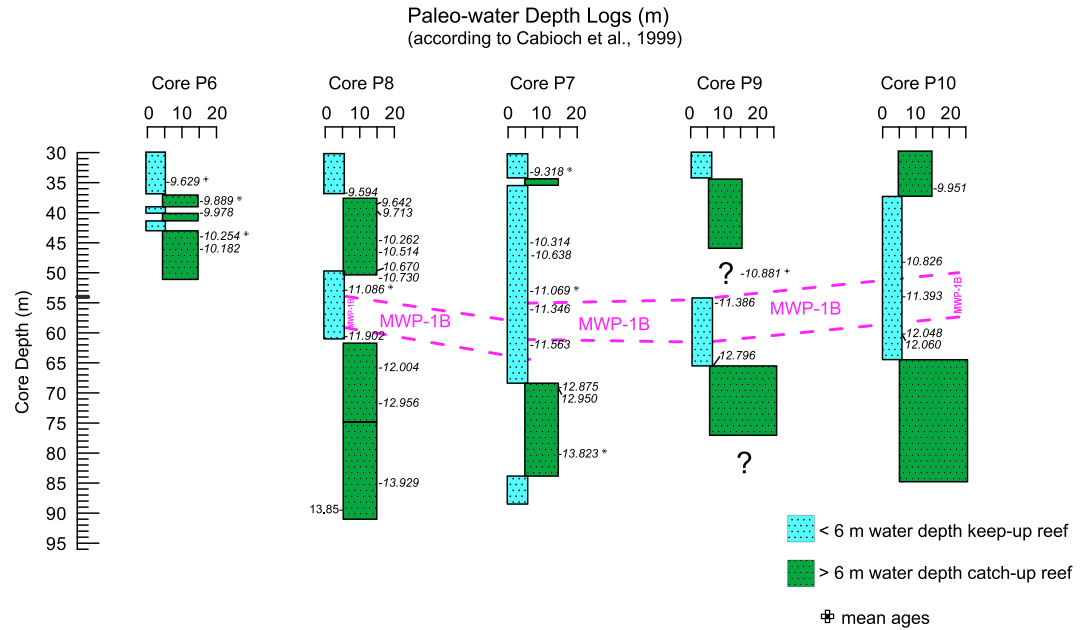 Paleo-water Depth Logs (m)
(according to Cabioch et al., 1999)
Core P6
Core P8
Core P7
Core P9
Core P10
0 10 20
0 10 20
0 10 20
0 10 20
0 10 20
Core Depth (m)
30
35
40
45
50
55
60
65
70
75
80
85
90
95
-9.629
-9.889
-9.978
-10.254
-10.182
-9.594
-9.642
-9.713
-10.262
-10.514
-10.670
-10.730
-11.086
MWP-1B
MWP-1B
-11.902
-12.004
-12.956
-13.929
13.85-
-9.318
-10.314
-10.638
-11.069
-11.346
MWP-1B
-11.563
-12.875
12.950
-13.823
? -10.881
-11.386
MWP-1B
12.796
?
-9.951
-10.826
-11.393
MWP-1B
-12.048
12.060
< 6 m water depth keep-up reef
> 6 m water depth catch-up reef
mean ages